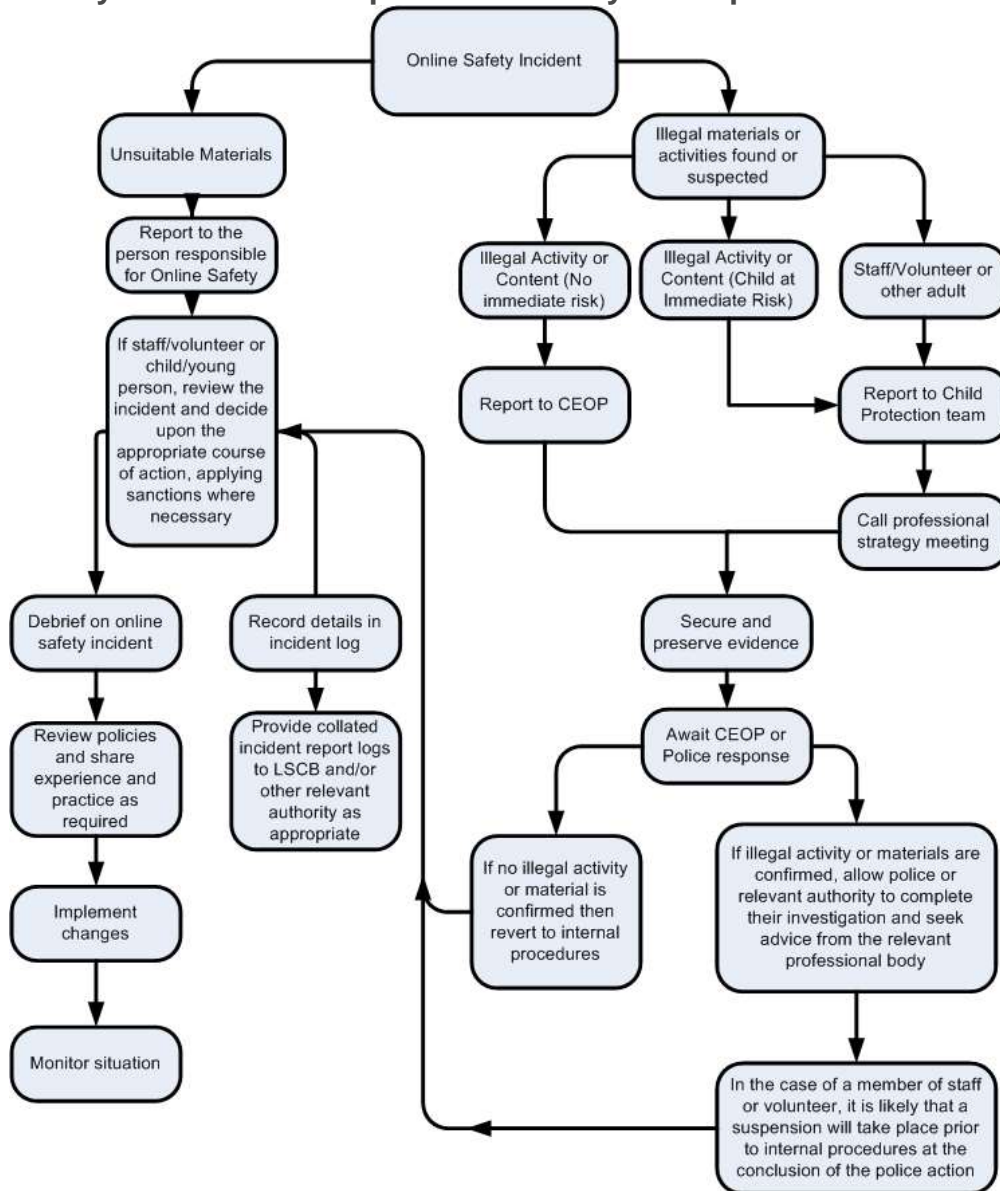 Online Safety Incident
Unsuitable Materials
Report to the
person responsible
for Online Safety
If staff/volunteer or
child/young
person, review the
incident and decide
upon the
appropriate course
of action, applying
sanctions where
necessary
Debrief on online
safety incident
Review policies
and share
experience and
practice as
required
Implement
changes
Monitor situation
Record details in
incident log
Provide collated
incident report logs
to LSCB and/or
other relevant
authority as
appropriate
Illegal materials or
activities found or
suspected
Illegal Activity or
Content (No
immediate risk)
Illegal Activity or
Content (Child at
Immediate Risk)
Staff/Volunteer or
other adult
Report to CEOP
Report to Child
Protection team
Call professional
strategy meeting
Secure and
preserve evidence
Await CEOP or
Police response
If no illegal activity
or material is
confirmed then
revert to internal
procedures
If illegal activity or materials are
confirmed, allow police or
relevant authority to complete
their investigation and seek
advice from the relevant
professional body
In the case of a member of staff
or volunteer, it is likely that a
suspension will take place prior
to internal procedures at the
conclusion of the police action